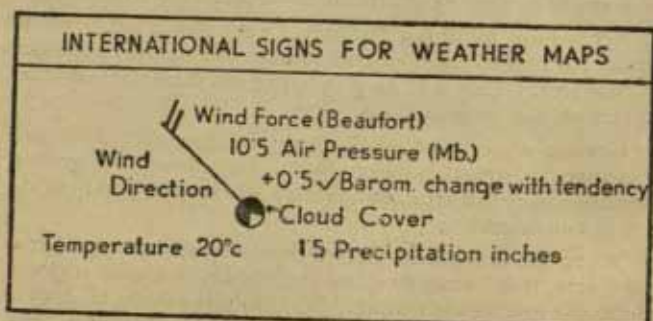 INTERNATIONAL SIGNS FOR WEATHER MAPS
Wind Force (Beaufort)
10'5 Air Pressure (Mb.)
Wind
Direction
+0'5 ✓ Barom. change with tendency
Cloud Cover
Temperature 20°c
1'5 Precipitation inches